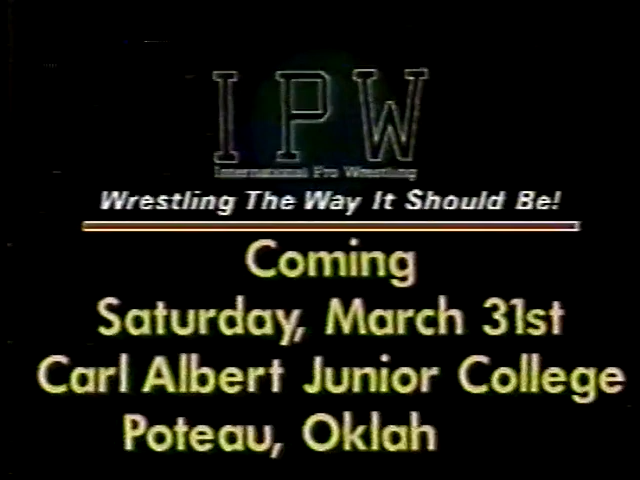 IPW
International Pro Wrestling
Wrestling The Way It Should Be!
Coming
Saturday, March 31st
Carl Albert Junior College
Poteau, Oklah